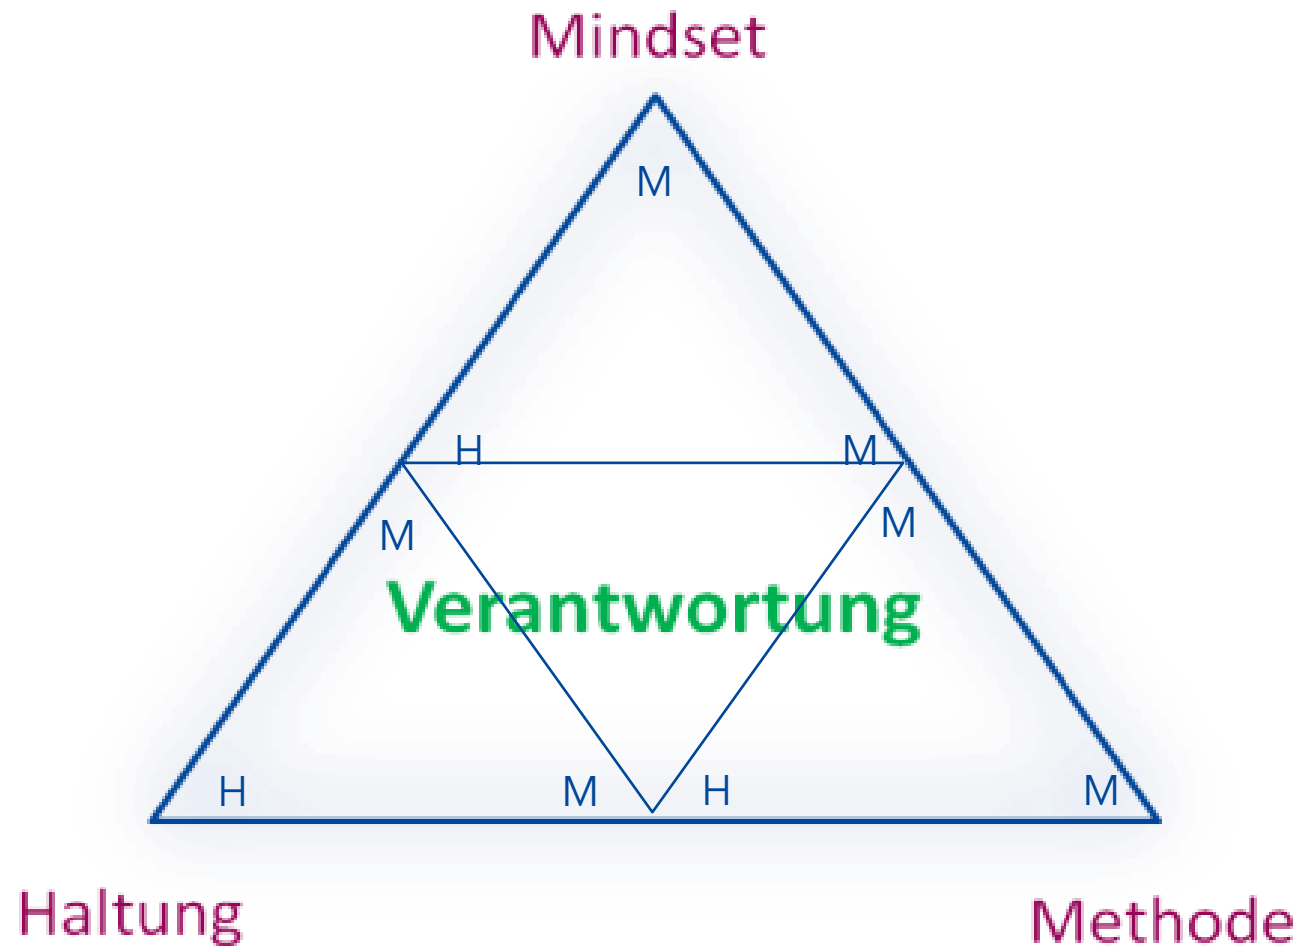 Mindset
M
H M
M M
Verantwortung
H M H M
Haltung Methode